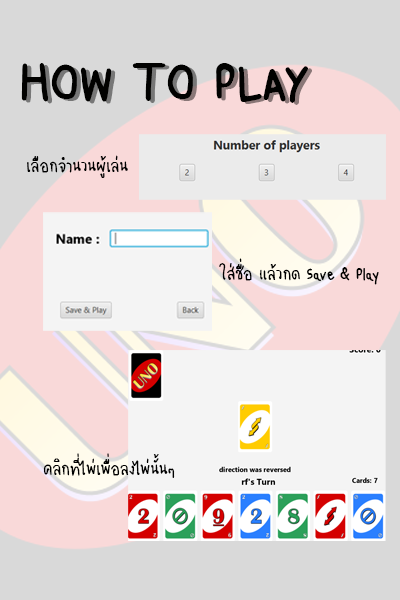 HOW TO PLAY
Number of players
เลือกจำนวนผู้เล่น
2 3 4
Name :
ใส่ชื่อ แล้วกด Save & Play
Save & Play Back
Score: 0
UNO
คลิกที่ไพ่เพื่อลงไพ่นั้นๆ
direction was reversed
rf's Turn
Cards: 7
2 9 2 8
UNO